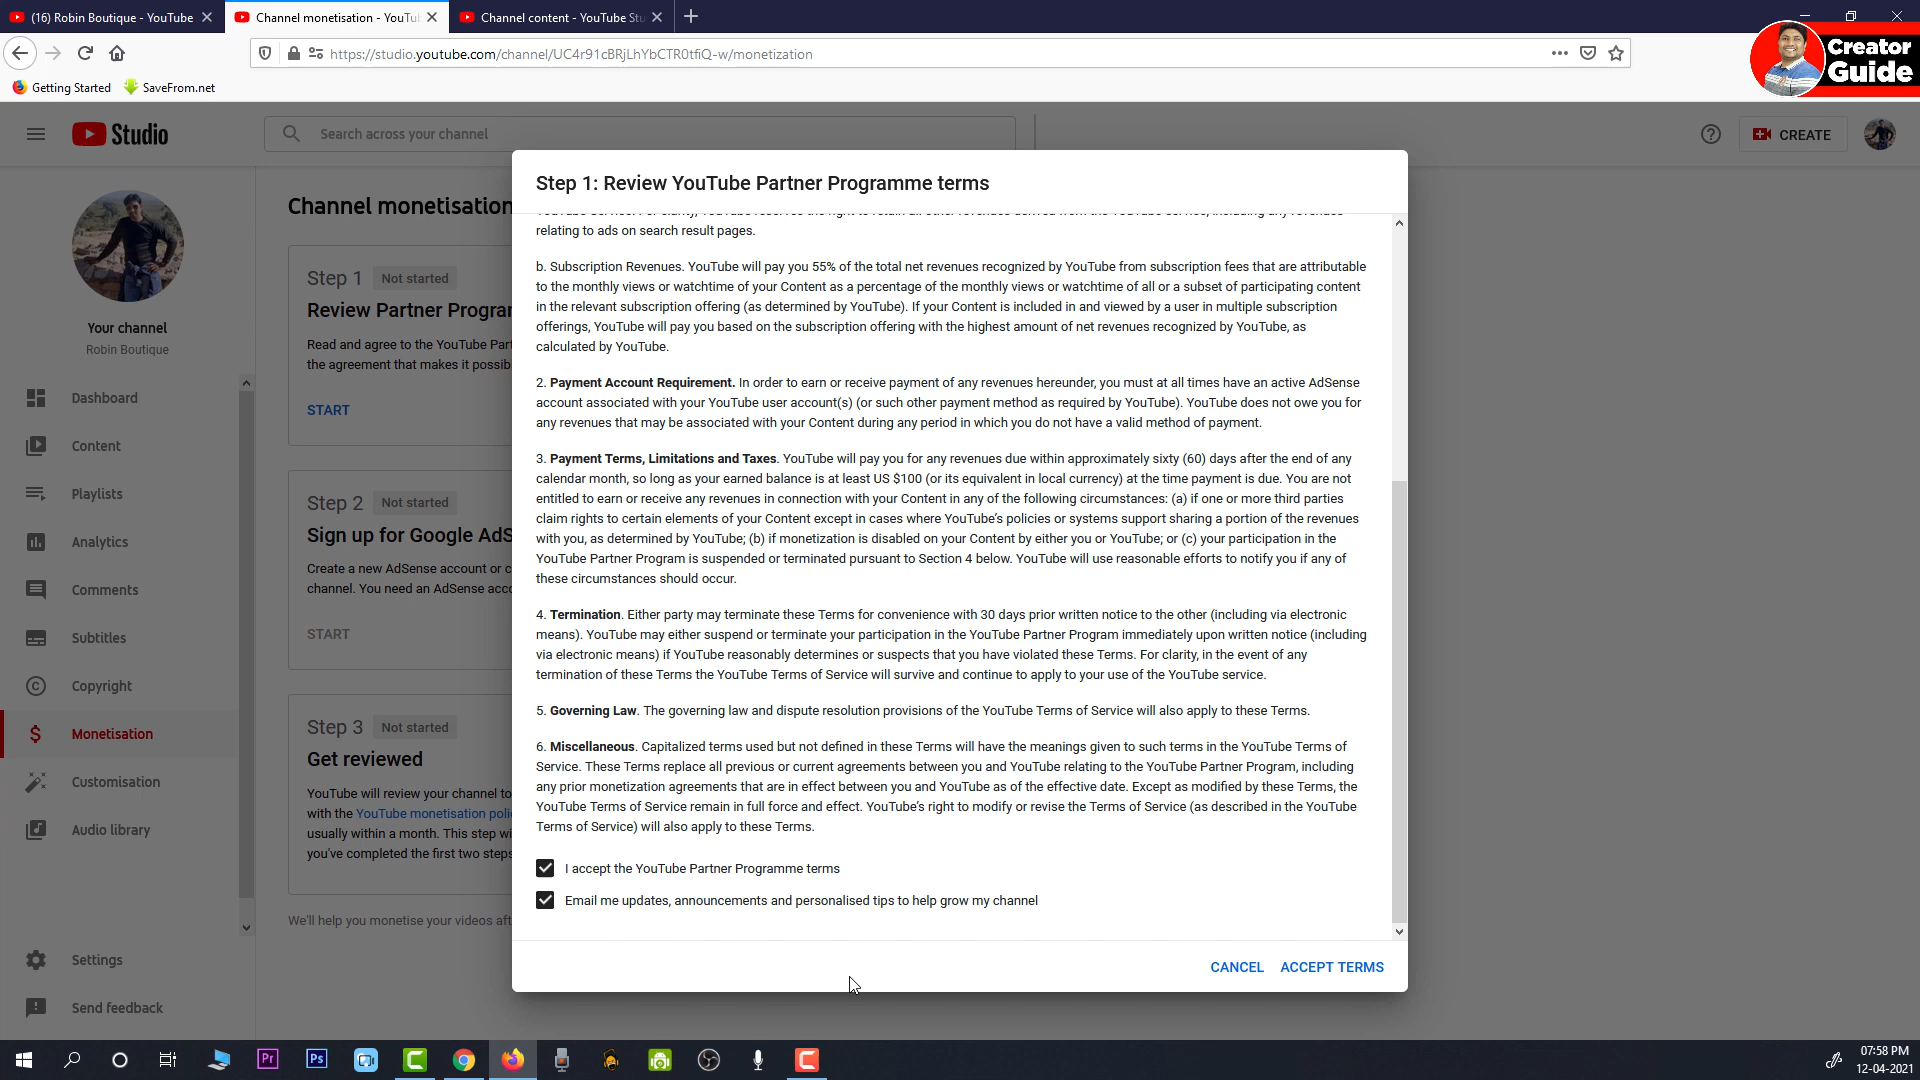 (16) Robin Boutique - YouTube
Channel monetisation - YouTu
Channel content - YouTube Stu
https://studio.youtube.com/channel/UC4r91cBRjLhYbCTR0tfiQ-w/monetization
Getting Started
SaveFrom.net
Creator
Guide
Studio
Search across your channel
CREATE
Your channel
Robin Boutique
Dashboard
Content
Playlists
Analytics
Comments
Subtitles
Copyright
Monetisation
Customisation
Audio library
Settings
Send feedback
Channel monetisation
Step 1 Not started
Review Partner Program
Read and agree to the YouTube Part
the agreement that makes it possibl
START
Step 2 Not started
Sign up for Google AdS
Create a new AdSense account or c
channel. You need an AdSense acco
START
Step 3 Not started
Get reviewed
YouTube will review your channel to
with the YouTube monetisation polic
usually within a month. This step wi
you've completed the first two steps
We'll help you monetise your videos aft
Step 1: Review YouTube Partner Programme terms
relating to ads on search result pages.
b. Subscription Revenues. YouTube will pay you 55% of the total net revenues recognized by YouTube from subscription fees that are attributable
to the monthly views or watchtime of your Content as a percentage of the monthly views or watchtime of all or a subset of participating content
in the relevant subscription offering (as determined by YouTube). If your Content is included in and viewed by a user in multiple subscription
offerings, YouTube will pay you based on the subscription offering with the highest amount of net revenues recognized by YouTube, as
calculated by YouTube.
2. Payment Account Requirement. In order to earn or receive payment of any revenues hereunder, you must at all times have an active AdSense
account associated with your YouTube user account(s) (or such other payment method as required by YouTube). YouTube does not owe you for
any revenues that may be associated with your Content during any period in which you do not have a valid method of payment.
3. Payment Terms, Limitations and Taxes. YouTube will pay you for any revenues due within approximately sixty (60) days after the end of any
calendar month, so long as your earned balance is at least US $100 (or its equivalent in local currency) at the time payment is due. You are not
entitled to earn or receive any revenues in connection with your Content in any of the following circumstances: (a) if one or more third parties
claim rights to certain elements of your Content except in cases where YouTube's policies or systems support sharing a portion of the revenues
with you, as determined by YouTube; (b) if monetization is disabled on your Content by either you or YouTube; or (c) your participation in the
YouTube Partner Program is suspended or terminated pursuant to Section 4 below. YouTube will use reasonable efforts to notify you if any of
these circumstances should occur.
4. Termination. Either party may terminate these Terms for convenience with 30 days prior written notice to the other (including via electronic
means). YouTube may either suspend or terminate your participation in the YouTube Partner Program immediately upon written notice (including
via electronic means) if YouTube reasonably determines or suspects that you have violated these Terms. For clarity, in the event of any
termination of these Terms the YouTube Terms of Service will survive and continue to apply to your use of the YouTube service.
5. Governing Law. The governing law and dispute resolution provisions of the YouTube Terms of Service will also apply to these Terms.
6. Miscellaneous. Capitalized terms used but not defined in these Terms will have the meanings given to such terms in the YouTube Terms of
Service. These Terms replace all previous or current agreements between you and YouTube relating to the YouTube Partner Program, including
any prior monetization agreements that are in effect between you and YouTube as of the effective date. Except as modified by these Terms, the
YouTube Terms of Service remain in full force and effect. YouTube's right to modify or revise the Terms of Service (as described in the YouTube
Terms of Service) will also apply to these Terms.
I accept the YouTube Partner Programme terms
Email me updates, announcements and personalised tips to help grow my channel
CANCEL ACCEPT TERMS
Pr
Ps
07:58 PM
12-04-2021